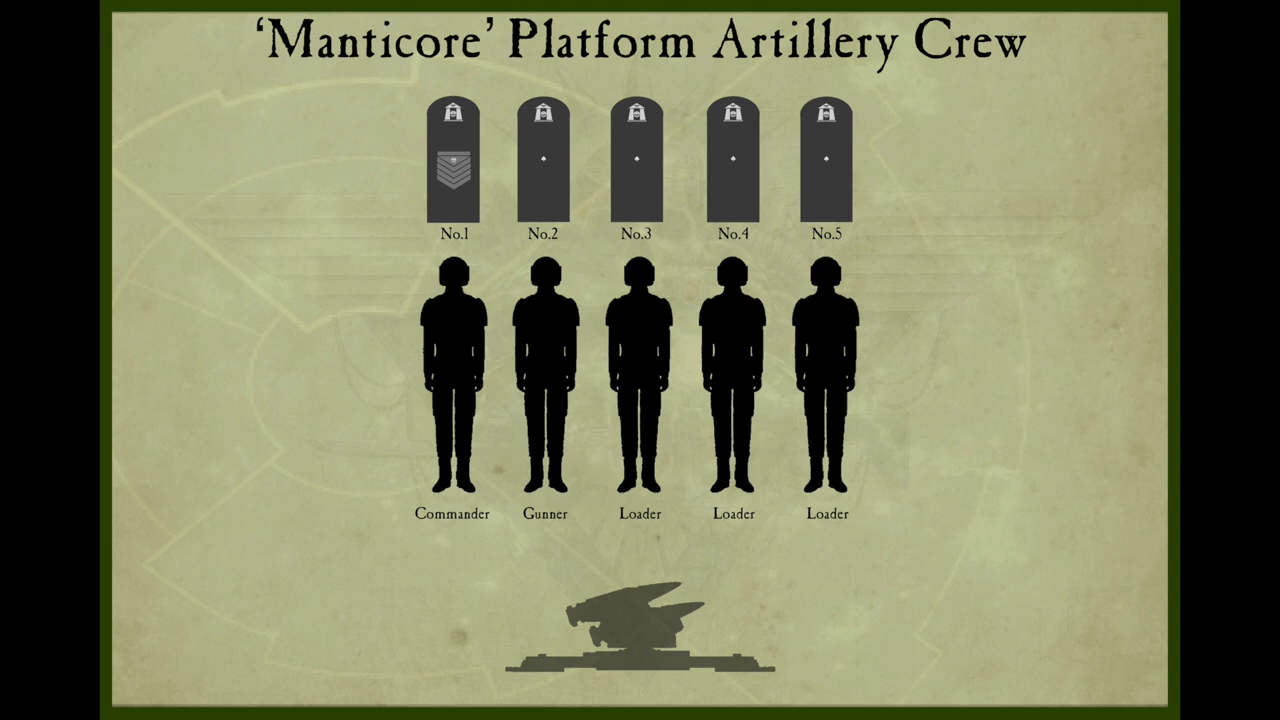 ‘Manticore’ Platform Artillery Crew
No.1 No.2 No.3 No.4 No.5
Commander Gunner Loader Loader Loader